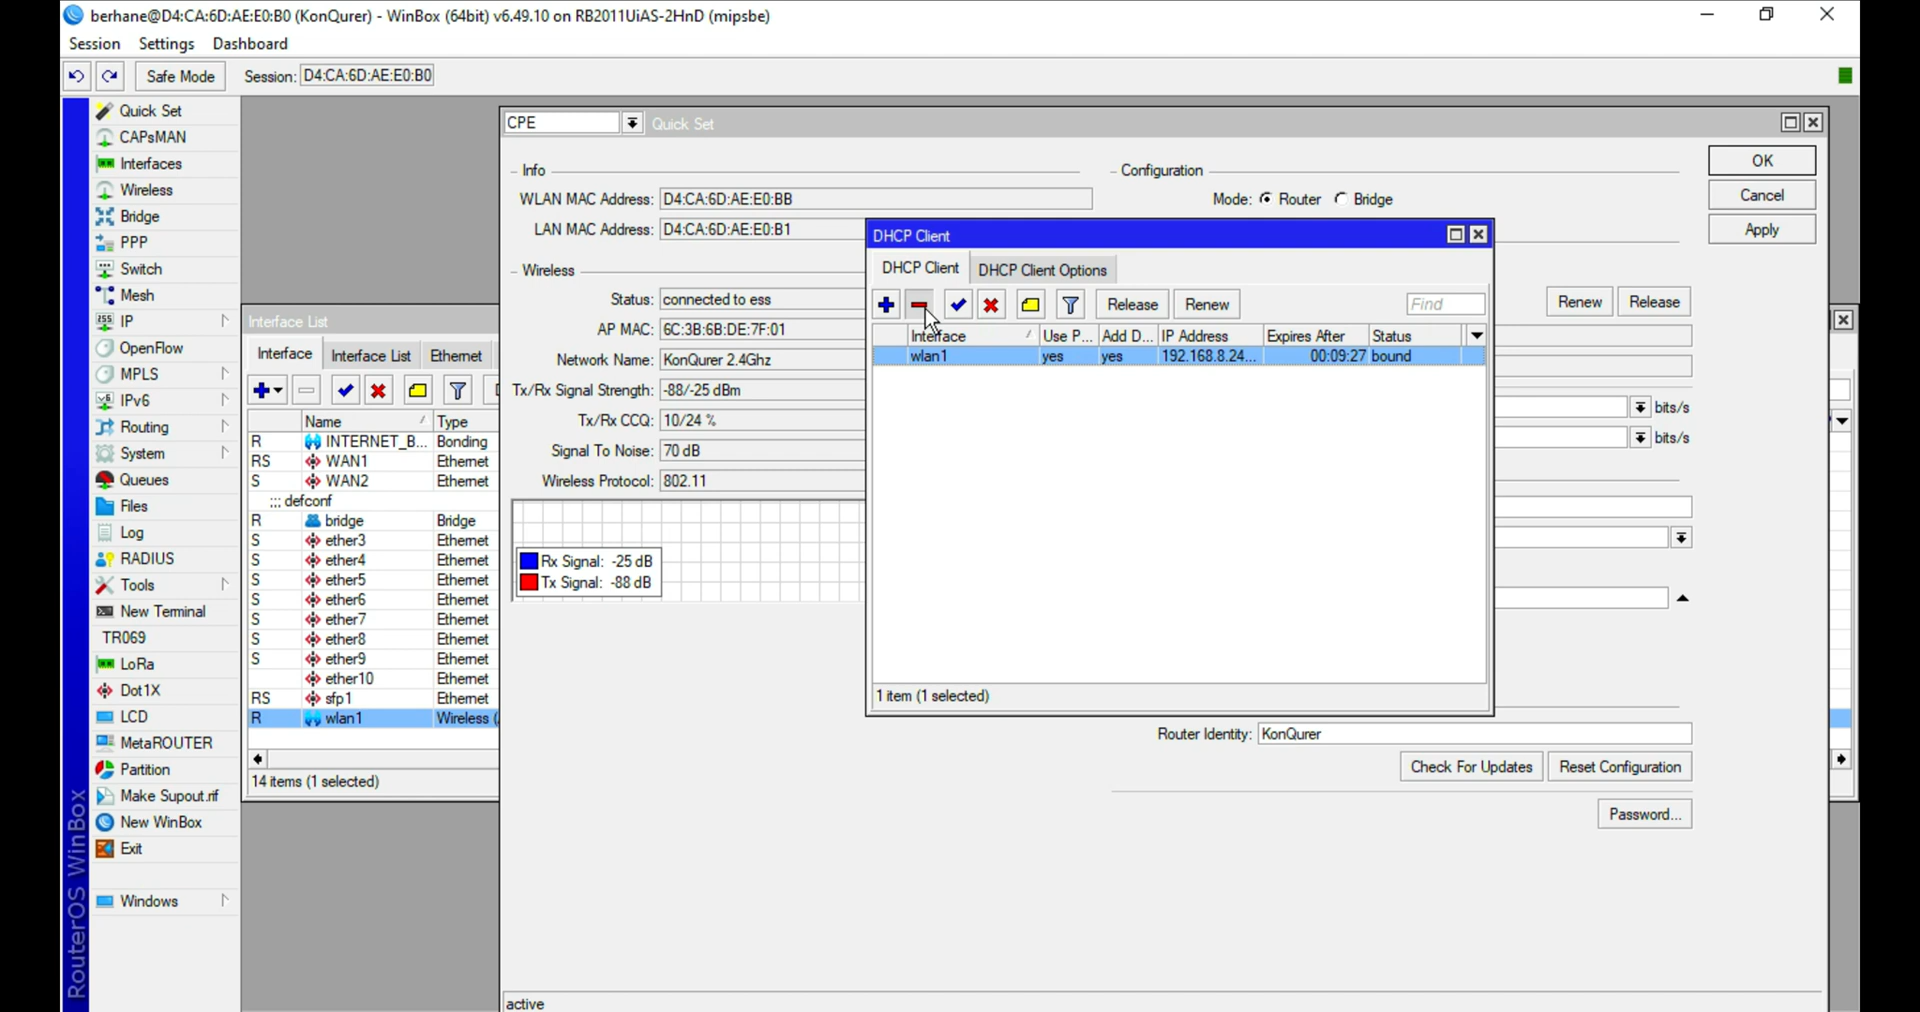 berhane@D4:CA:6D:AE:E0:B0 (KonQurer) - WinBox (64bit) v6.49.10 on RB2011UiAS-2HnD (mipsbe)
Session Settings Dashboard
Safe Mode Session: D4:CA:6D:AE:E0:B0
Quick Set
CAPsMAN
Interfaces
Wireless
Bridge
PPP
Switch
Mesh
IP
OpenFlow
MPLS
IPv6
Routing
System
Queues
Files
Log
RADIUS
Tools
New Terminal
TR069
LoRa
Dot1X
LCD
MetaROUTER
Partition
Make Supout.rif
New WinBox
Exit
Windows
RouterOS WinBox
Interface List
Interface Interface List Ethernet
Name Type
R INTERNET_B... Bonding
RS WAN1 Ethernet
S WAN2 Ethernet
;;; defconf
R bridge Bridge
S ether3 Ethernet
S ether4 Ethernet
S ether5 Ethernet
S ether6 Ethernet
S ether7 Ethernet
S ether8 Ethernet
S ether9 Ethernet
ether10 Ethernet
RS sfp1 Ethernet
R wlan1 Wireless (
14 items (1 selected)
CPE Quick Set
Info
WLAN MAC Address: D4:CA:6D:AE:E0:BB
LAN MAC Address: D4:CA:6D:AE:E0:B1
Wireless
Status: connected to ess
AP MAC: 6C:3B:6B:DE:7F:01
Network Name: KonQurer 2.4Ghz
Tx/Rx Signal Strength: -88/-25 dBm
Tx/Rx CCQ: 10/24 %
Signal To Noise: 70 dB
Wireless Protocol: 802.11
Rx Signal: -25 dB
Tx Signal: -88 dB
Configuration
Mode: Router Bridge
OK
Cancel
Apply
Renew Release
bits/s
bits/s
DHCP Client
DHCP Client DHCP Client Options
Release Renew Find
Interface Use P... Add D... IP Address Expires After Status
wlan1 yes yes 192.168.8.24... 00:09:27 bound
1 item (1 selected)
Router Identity: KonQurer
Check For Updates Reset Configuration
Password...
active